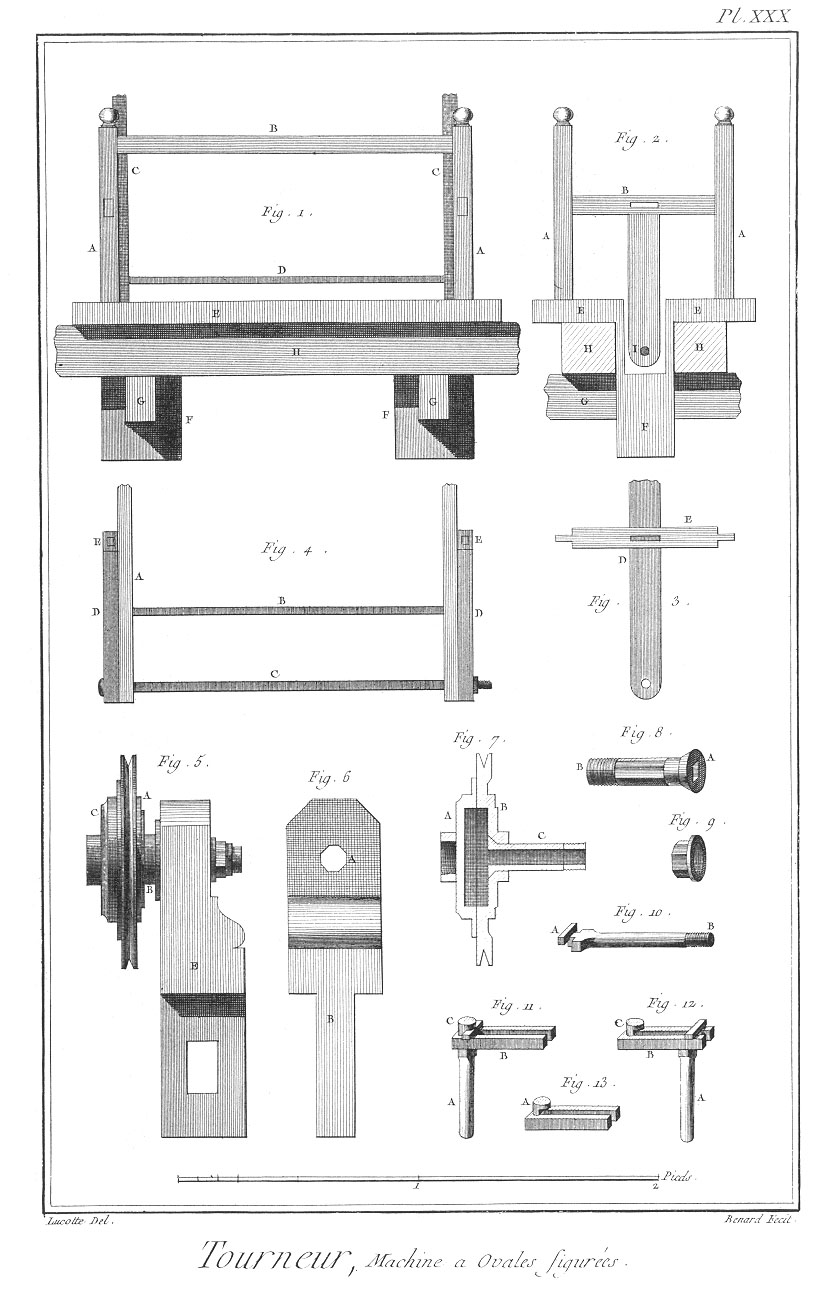 Pl. XXX
B
C
C
Fig. 1.
A
A
D
E
H
G
F
F
G
Fig. 2.
B
A
A
E
E
H
I
H
G
F
E
E
A
Fig. 4.
B
D
D
C
E
D
Fig. 3.
Fig. 5.
A
C
B
E
Fig. 6
A
B
Fig. 7.
A
B
C
Fig. 8.
A
B
Fig. 9.
Fig. 10.
A
B
Fig. 11.
C
B
A
Fig. 12.
C
B
A
Fig. 13.
A
1
2
Pieds.
Lucotte Del.
Benard Fecit.
Tourneur, Machine a Ovales figurées.